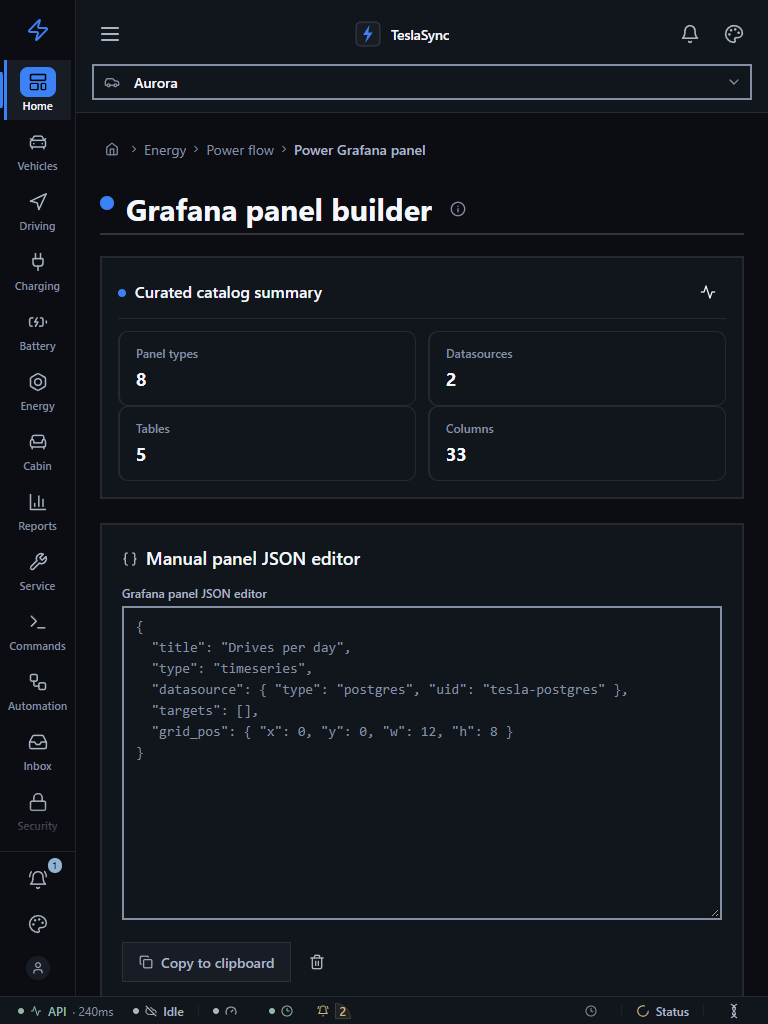 TeslaSync
Aurora
Home
Vehicles
Driving
Charging
Battery
Energy
Cabin
Reports
Service
Commands
Automation
Inbox
Security
1
Energy > Power flow > Power Grafana panel
Grafana panel builder
Curated catalog summary
Panel types
8
Datasources
2
Tables
5
Columns
33
{} Manual panel JSON editor
Grafana panel JSON editor
{
  "title": "Drives per day",
  "type": "timeseries",
  "datasource": { "type": "postgres", "uid": "tesla-postgres" },
  "targets": [],
  "grid_pos": { "x": 0, "y": 0, "w": 12, "h": 8 }
}
Copy to clipboard
API · 240ms
Idle
2
Status